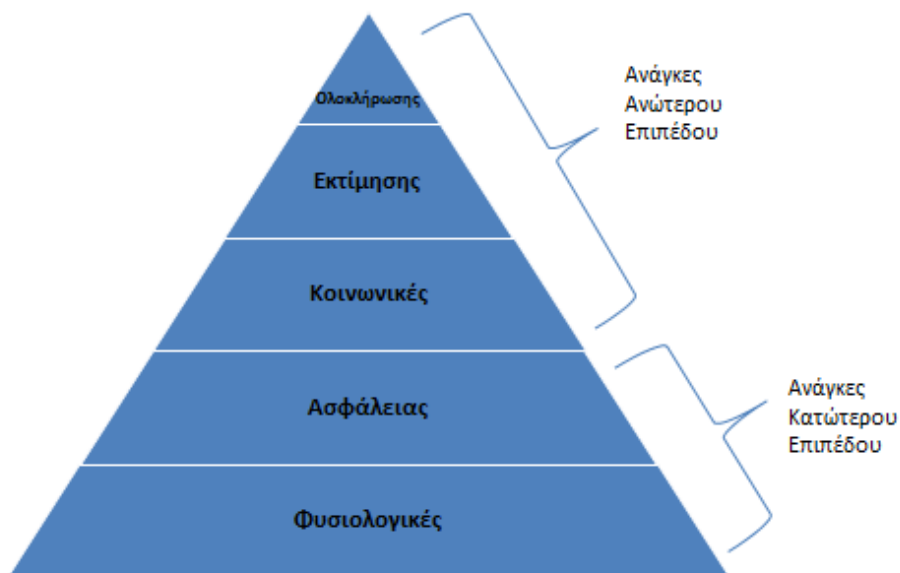 Ολοκλήρωσης
Εκτίμησης
Κοινωνικές
Ασφάλειας
Φυσιολογικές
Ανάγκες
Ανώτερου
Επιπέδου
Ανάγκες
Κατώτερου
Επιπέδου